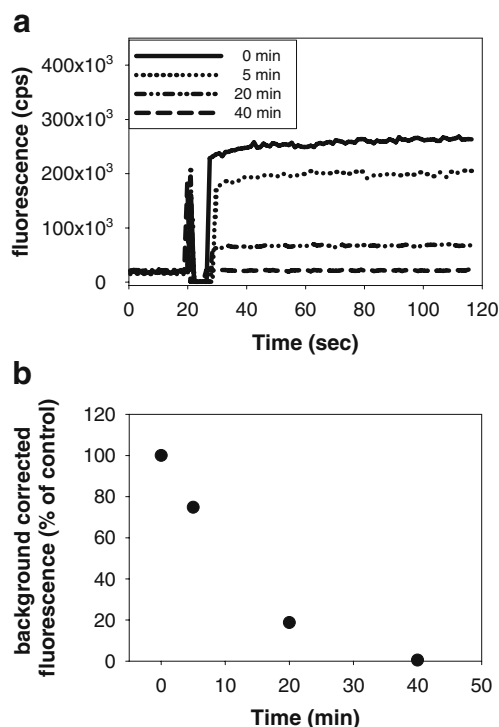 a
fluorescence (cps)
400x10³
300x10³
200x10³
100x10³
0
0 min
5 min
20 min
40 min
0 20 40 60 80 100 120
Time (sec)
b
background corrected
fluorescence (% of control)
120
100
80
60
40
20
0
0 10 20 30 40 50
Time (min)